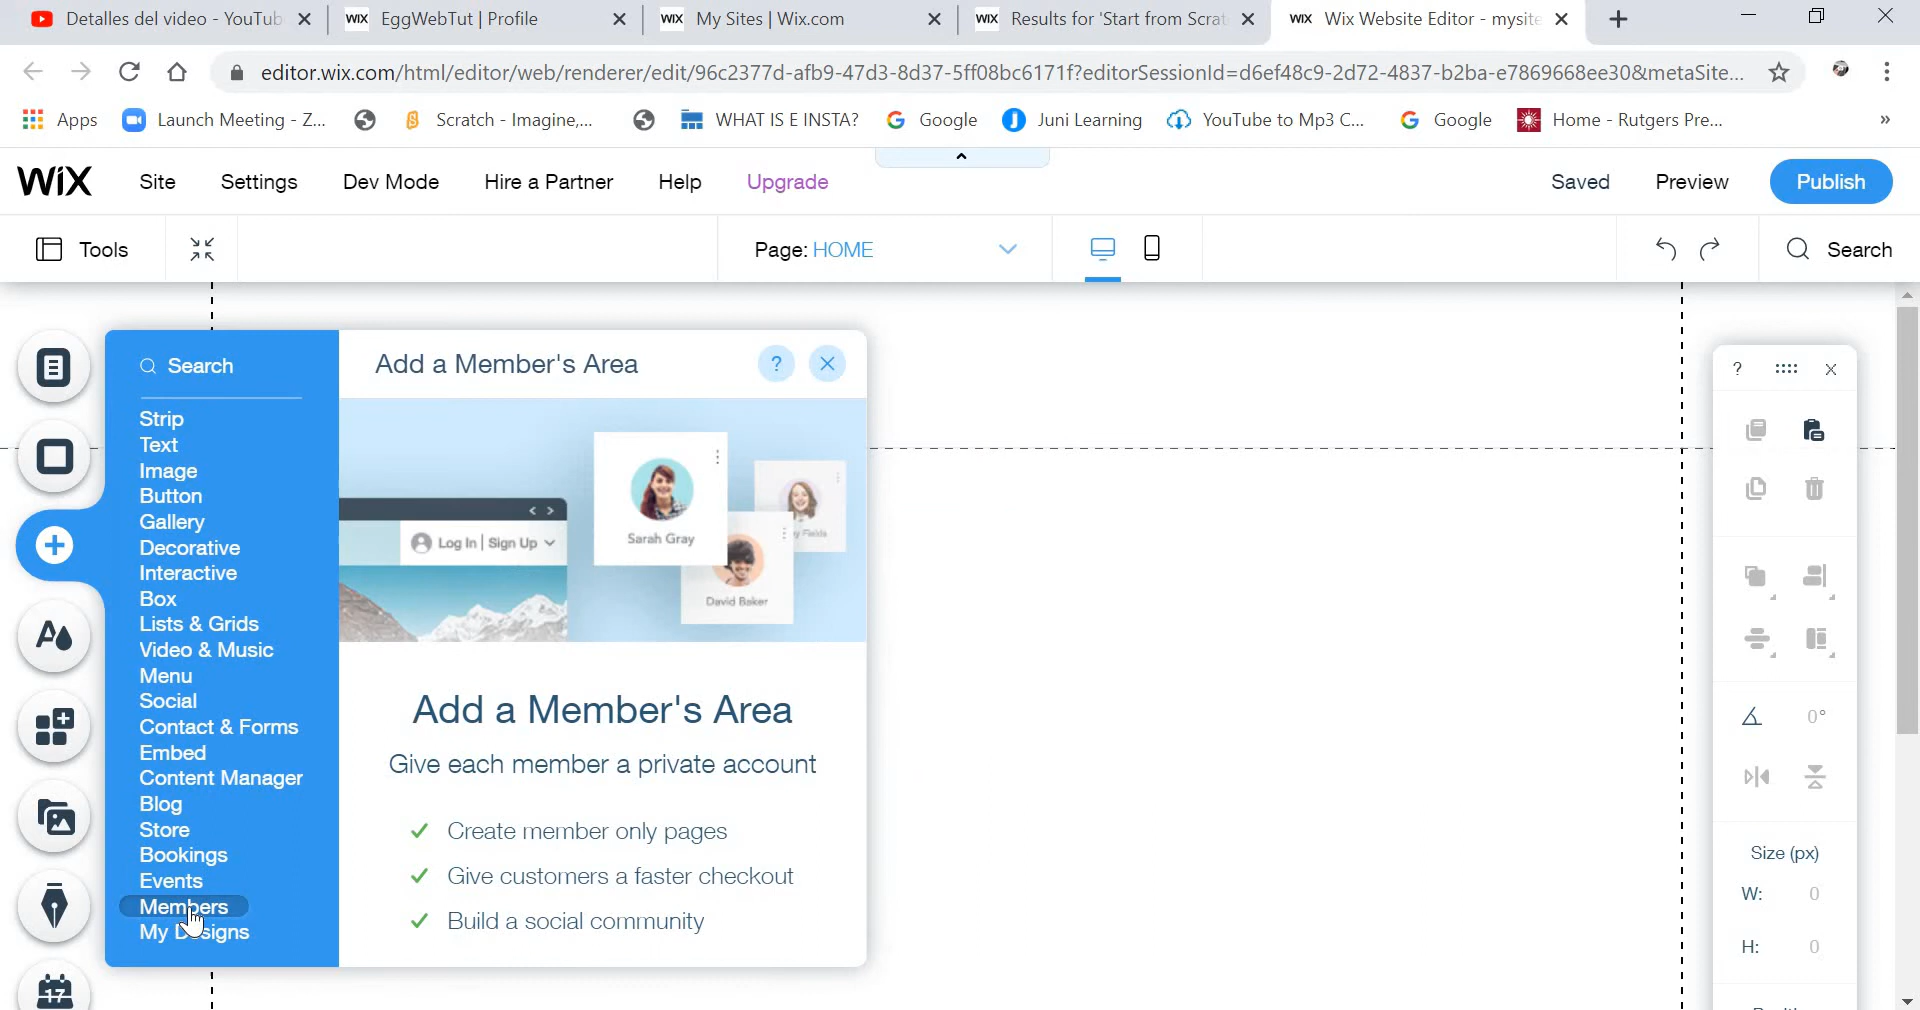 Detalles del video - YouTub
WIX EggWebTut | Profile
WIX My Sites | Wix.com
WIX Results for 'Start from Scrat
WIX Wix Website Editor - mysite
editor.wix.com/html/editor/web/renderer/edit/96c2377d-afb9-47d3-8d37-5ff08bc6171f?editorSessionId=d6ef48c9-2d72-4837-b2ba-e7869668ee30&metaSite...
Apps
Launch Meeting - Z...
Scratch - Imagine,...
WHAT IS E INSTA?
Google
Juni Learning
YouTube to Mp3 C...
Google
Home - Rutgers Pre...
»
WiX
Site
Settings
Dev Mode
Hire a Partner
Help
Upgrade
Saved
Preview
Publish
Tools
Page: HOME
Search
Search
Strip
Text
Image
Button
Gallery
Decorative
Interactive
Box
Lists & Grids
Video & Music
Menu
Social
Contact & Forms
Embed
Content Manager
Blog
Store
Bookings
Events
Members
My Designs
Add a Member's Area
?
Log In | Sign Up
Sarah Gray
y Fields
David Baker
Add a Member's Area
Give each member a private account
Create member only pages
Give customers a faster checkout
Build a social community
17
?
0°
Size (px)
W: 0
H: 0